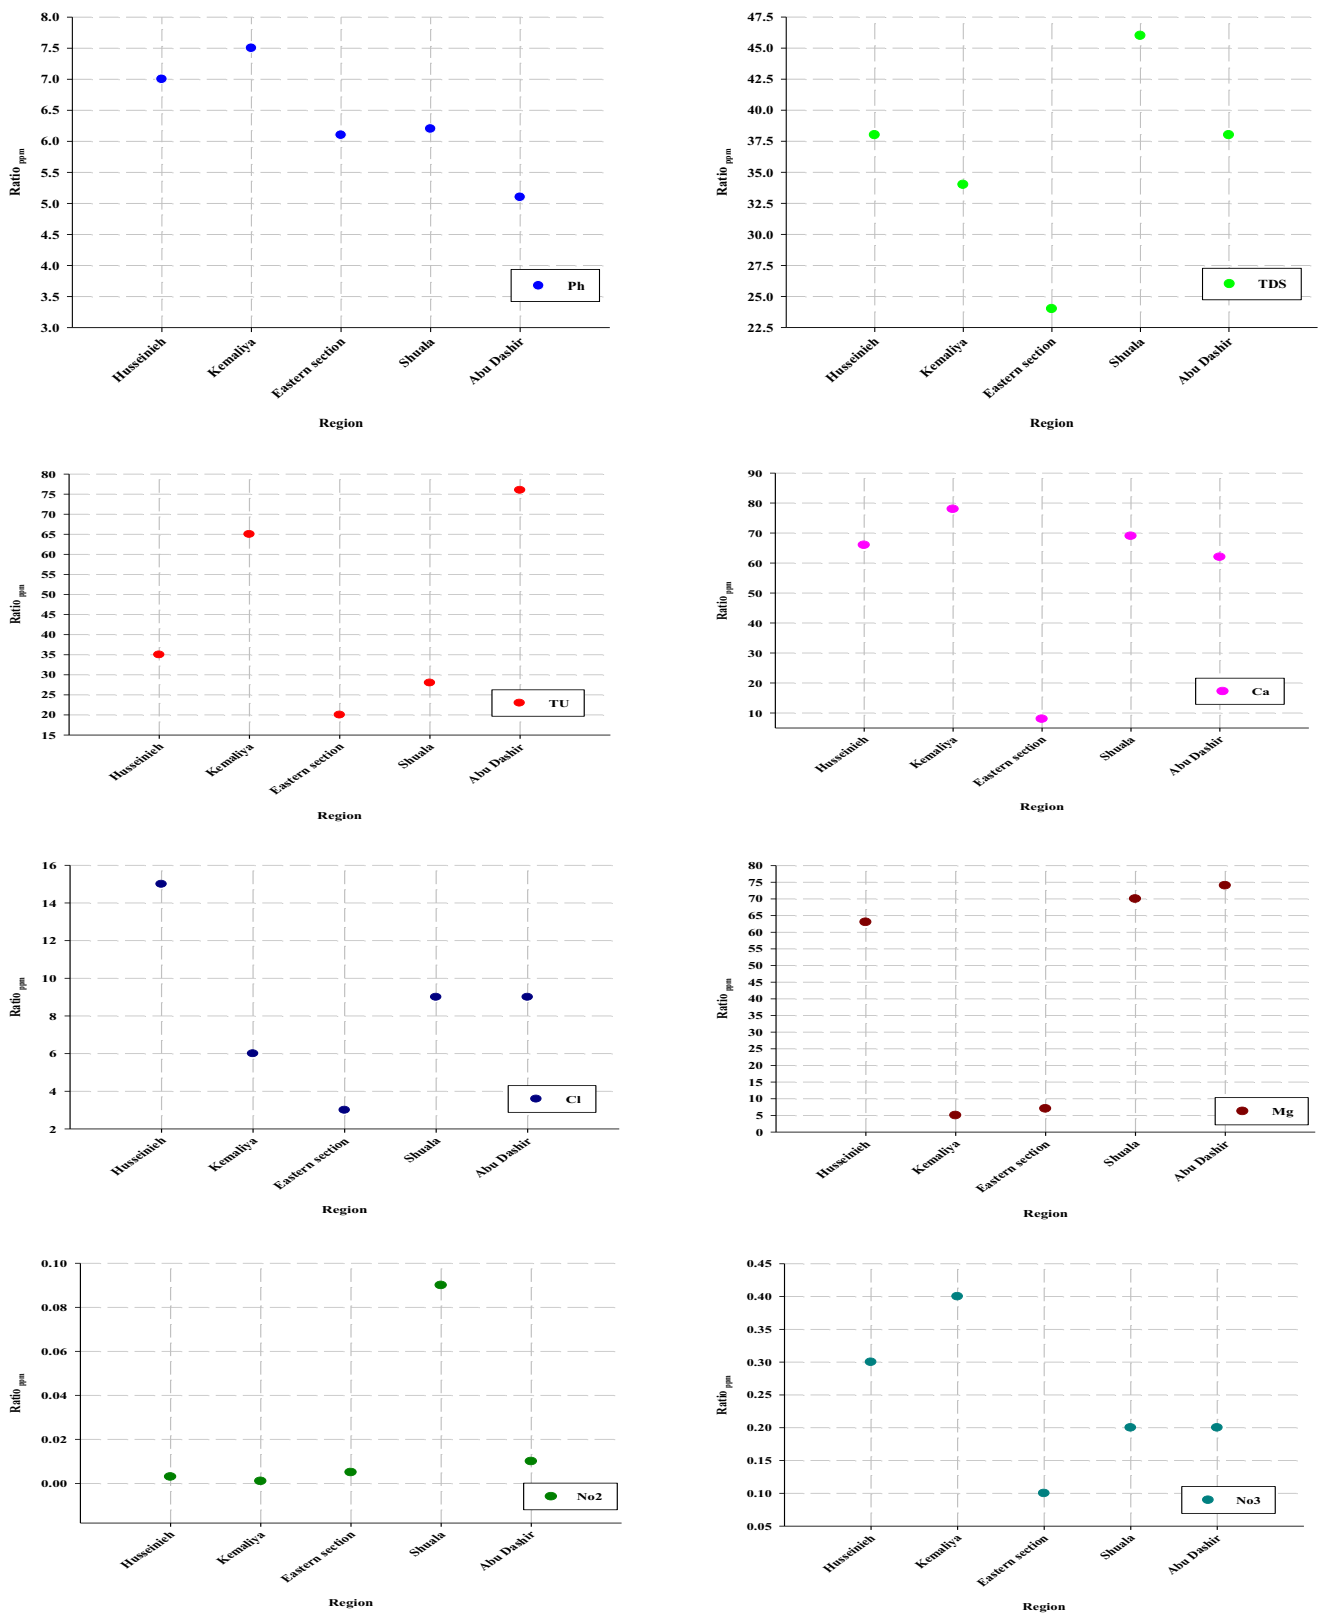 8.0
7.5
7.0
6.5
6.0
5.5
5.0
4.5
4.0
3.5
3.0
Ratio ppm
Ph
Husseinieh
Kemaliya
Eastern section
Shuala
Abu Dashir
Region
47.5
45.0
42.5
40.0
37.5
35.0
32.5
30.0
27.5
25.0
22.5
Ratio ppm
TDS
Husseinieh
Kemaliya
Eastern section
Shuala
Abu Dashir
Region
80
75
70
65
60
55
50
45
40
35
30
25
20
15
Ratio ppm
TU
Husseinieh
Kemaliya
Eastern section
Shuala
Abu Dashir
Region
90
80
70
60
50
40
30
20
10
Ratio ppm
Ca
Husseinieh
Kemaliya
Eastern section
Shuala
Abu Dashir
Region
16
14
12
10
8
6
4
2
Ratio ppm
Cl
Husseinieh
Kemaliya
Eastern section
Shuala
Abu Dashir
Region
80
75
70
65
60
55
50
45
40
35
30
25
20
15
10
5
0
Ratio ppm
Mg
Husseinieh
Kemaliya
Eastern section
Shuala
Abu Dashir
Region
0.10
0.08
0.06
0.04
0.02
0.00
Ratio ppm
No2
Husseinieh
Kemaliya
Eastern section
Shuala
Abu Dashir
Region
0.45
0.40
0.35
0.30
0.25
0.20
0.15
0.10
0.05
Ratio ppm
No3
Husseinieh
Kemaliya
Eastern section
Shuala
Abu Dashir
Region